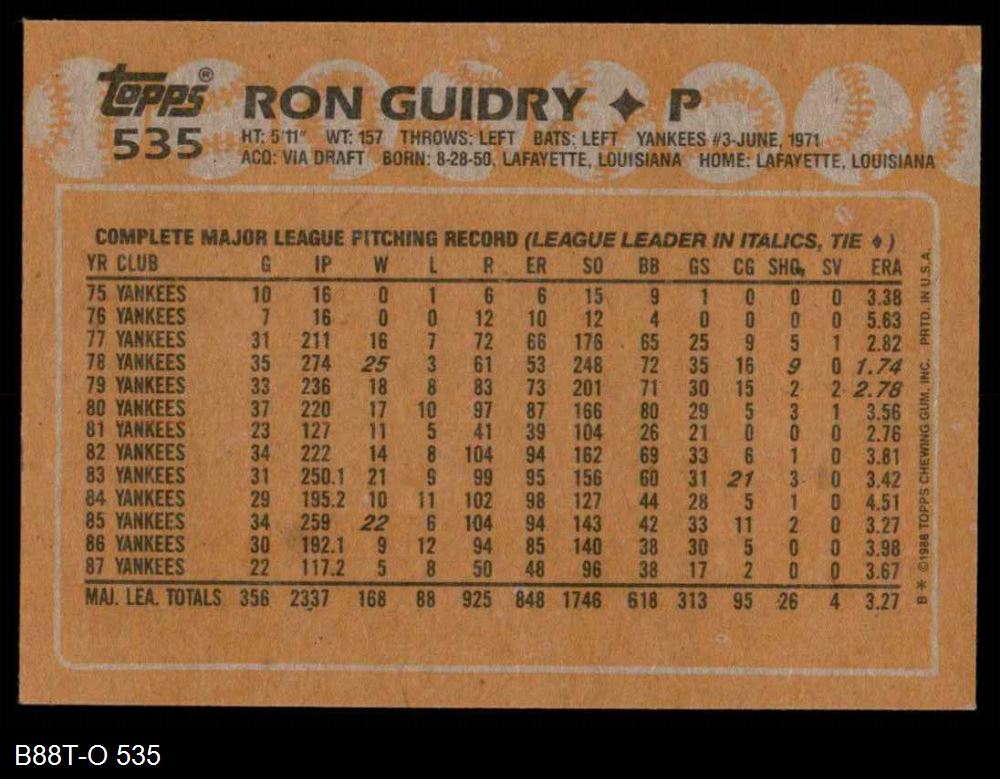 topps®
RON GUIDRY ✦ P
535
HT: 5'11" WT: 157 THROWS: LEFT BATS: LEFT YANKEES #3-JUNE, 1971
ACQ: VIA DRAFT BORN: 8-28-50, LAFAYETTE, LOUISIANA HOME: LAFAYETTE, LOUISIANA
COMPLETE MAJOR LEAGUE PITCHING RECORD (LEAGUE LEADER IN ITALICS, TIE ♦)
YR CLUB G IP W L R ER SO BB GS CG SHO SV ERA
75 YANKEES 10 16 0 1 6 6 15 9 1 0 0 0 3.38
76 YANKEES 7 16 0 0 12 10 12 4 0 0 0 0 5.63
77 YANKEES 31 211 16 7 72 66 176 65 25 9 5 1 2.82
78 YANKEES 35 274 25 3 61 53 248 72 35 16 9 0 1.74
79 YANKEES 33 236 18 8 83 73 201 71 30 15 2 2 2.78
80 YANKEES 37 220 17 10 97 87 166 80 29 5 3 1 3.56
81 YANKEES 23 127 11 5 41 39 104 26 21 0 0 0 2.76
82 YANKEES 34 222 14 8 104 94 162 69 33 6 1 0 3.81
83 YANKEES 31 250.1 21 9 99 95 156 60 31 21 3 0 3.42
84 YANKEES 29 195.2 10 11 102 98 127 44 28 5 1 0 4.51
85 YANKEES 34 259 22 6 104 94 143 42 33 11 2 0 3.27
86 YANKEES 30 192.1 9 12 94 85 140 38 30 5 0 0 3.98
87 YANKEES 22 117.2 5 8 50 48 96 38 17 2 0 0 3.67
MAJ. LEA. TOTALS 356 2337 168 88 925 848 1746 618 313 95 26 4 3.27
B * ©1988 TOPPS CHEWING GUM, INC. PRTD. IN U.S.A.
B88T-O 535